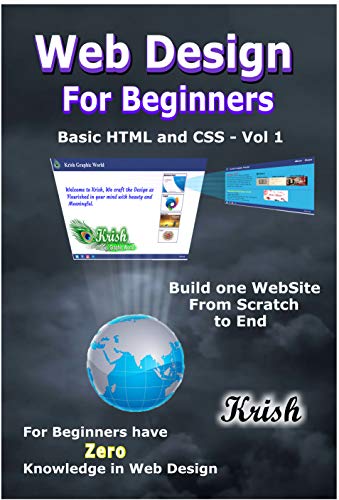 Web Design
For Beginners
Basic HTML and CSS - Vol 1
Krish Graphic World
Welcome to Krish, We craft the Design as
Flourished in your mind with beauty and
Meaningful.
Krish
Graphic World
Build one WebSite
From Scratch
to End
Krish
For Beginners have
Zero
Knowledge in Web Design